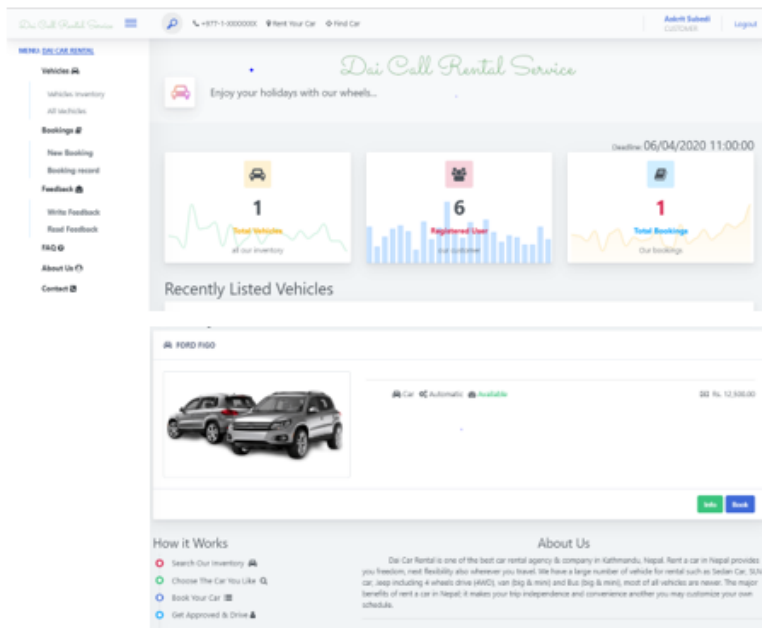 Dai Call Rental Service
+977-1-XXXXXXX Rent Your Car Find Car
Aakrit Subedi
CUSTOMER
Logout
MENU: DAI CAR RENTAL
Vehicles
Vehicles Inventory
All Vechicles
Bookings
New Booking
Booking record
Feedback
Write Feedback
Read Feedback
FAQ
About Us
Contact
Dai Call Rental Service
Enjoy your holidays with our wheels...
Deadline: 06/04/2020 11:00:00
1
Total Vehicles
all our inventory
6
Registered User
our customer
1
Total Bookings
Our bookings
Recently Listed Vehicles
FORD FIGO
Car Automatic Available
Rs. 12,500.00
Info Book
How it Works
Search Our Inventory
Choose The Car You Like
Book Your Car
Get Approved & Drive
About Us
Dai Car Rental is one of the best car rental agency & company in Kathmandu, Nepal. Rent a car in Nepal provides
you freedom, next flexibility also wherever you travel. We have a large number of vehicle for rental such as Sedan Car, SUV
car, Jeep including 4 wheels drive (4WD), van (big & mini) and Bus (big & mini), most of all vehicles are newer. The major
benefits of rent a car in Nepal; it makes your trip independence and convenience another you may customize your own
schedule.